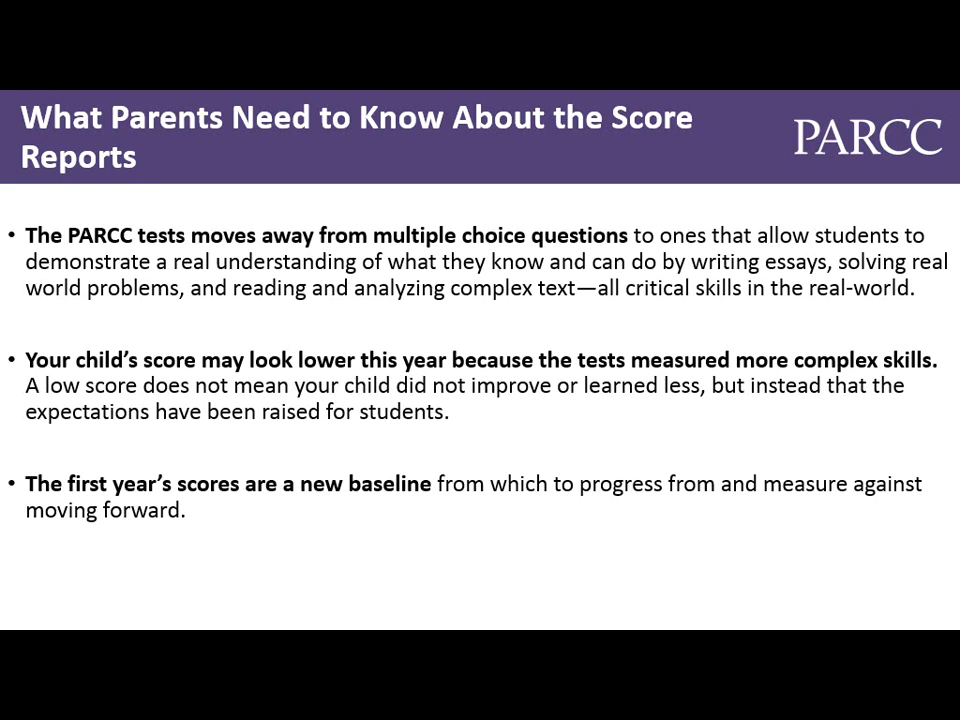 What Parents Need to Know About the Score
Reports
PARCC
• The PARCC tests moves away from multiple choice questions to ones that allow students to
demonstrate a real understanding of what they know and can do by writing essays, solving real
world problems, and reading and analyzing complex text—all critical skills in the real-world.
• Your child’s score may look lower this year because the tests measured more complex skills.
A low score does not mean your child did not improve or learned less, but instead that the
expectations have been raised for students.
• The first year’s scores are a new baseline from which to progress from and measure against
moving forward.